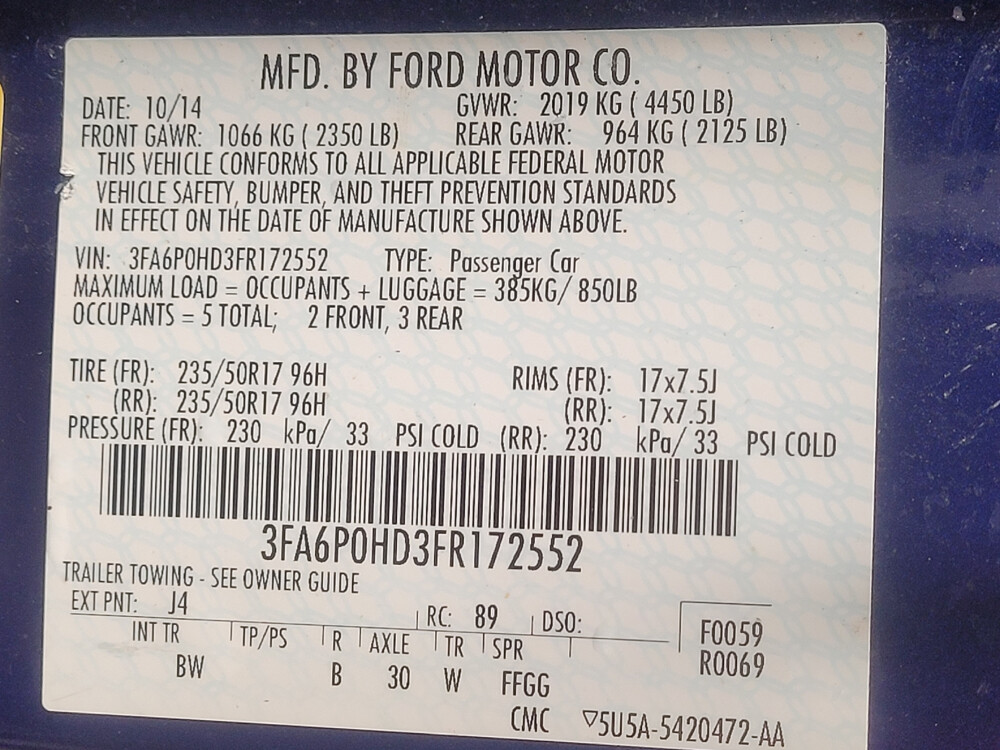 MFD. BY FORD MOTOR CO.
DATE: 10/14 GVWR: 2019 KG ( 4450 LB)
FRONT GAWR: 1066 KG ( 2350 LB) REAR GAWR: 964 KG ( 2125 LB)
THIS VEHICLE CONFORMS TO ALL APPLICABLE FEDERAL MOTOR
VEHICLE SAFETY, BUMPER, AND THEFT PREVENTION STANDARDS
IN EFFECT ON THE DATE OF MANUFACTURE SHOWN ABOVE.
VIN: 3FA6P0HD3FR172552 TYPE: Passenger Car
MAXIMUM LOAD = OCCUPANTS + LUGGAGE = 385KG/ 850LB
OCCUPANTS = 5 TOTAL; 2 FRONT, 3 REAR
TIRE (FR): 235/50R17 96H RIMS (FR): 17x7.5J
(RR): 235/50R17 96H (RR): 17x7.5J
PRESSURE (FR): 230 kPa/ 33 PSI COLD (RR): 230 kPa/ 33 PSI COLD
3FA6P0HD3FR172552
TRAILER TOWING - SEE OWNER GUIDE
EXT PNT: J4 RC: 89 DSO: F0059
INT TR TP/PS R AXLE TR SPR R0069
BW B 30 W FFGG
CMC ▽5U5A-5420472-AA